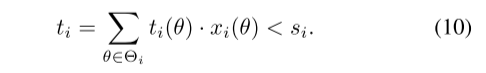 t_i = \sum_{\theta \in \Theta_i} t_i(\theta) \cdot x_i(\theta) < s_i. (10)